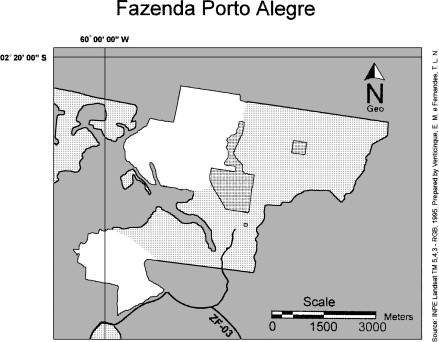 Fazenda Porto Alegre
60° 00' 00" W
02° 20' 00" S
N
Geo
Source: INPE Landsat TM 5,4,3 - RGB, 1995. Prepared by Venticinque, E. M. e Fernandes, T. L. N.
ZF-03
Scale
0 1500 3000 Meters